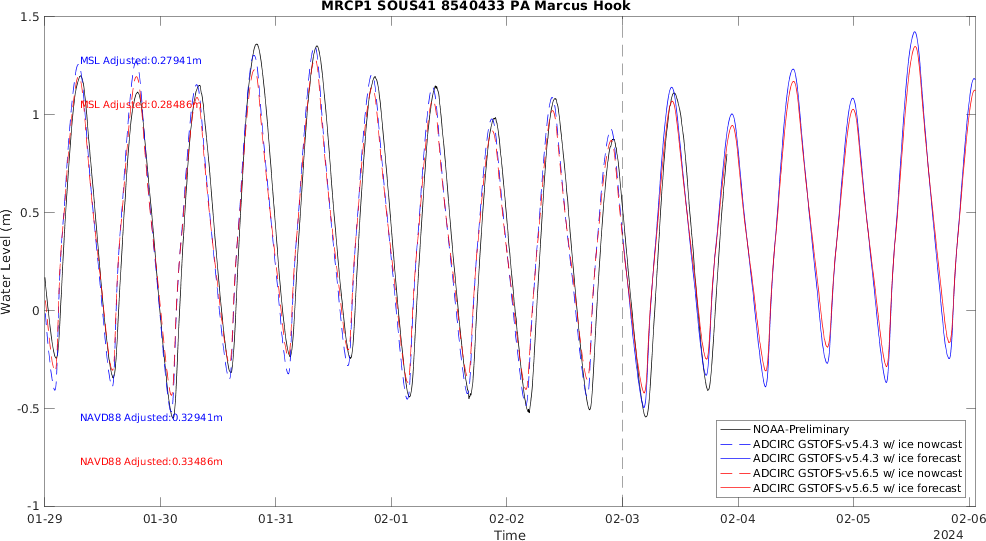 MRCP1 SOUS41 8540433 PA Marcus Hook
1.5
MSL Adjusted:0.27941m
MSL Adjusted:0.28486m
1
0.5
Water Level (m)
0
-0.5
NAVD88 Adjusted:0.32941m
NAVD88 Adjusted:0.33486m
NOAA-Preliminary
ADCIRC GSTOFS-v5.4.3 w/ ice nowcast
ADCIRC GSTOFS-v5.4.3 w/ ice forecast
ADCIRC GSTOFS-v5.6.5 w/ ice nowcast
ADCIRC GSTOFS-v5.6.5 w/ ice forecast
-1
01-29 01-30 01-31 02-01 02-02 02-03 02-04 02-05 02-06
Time
2024